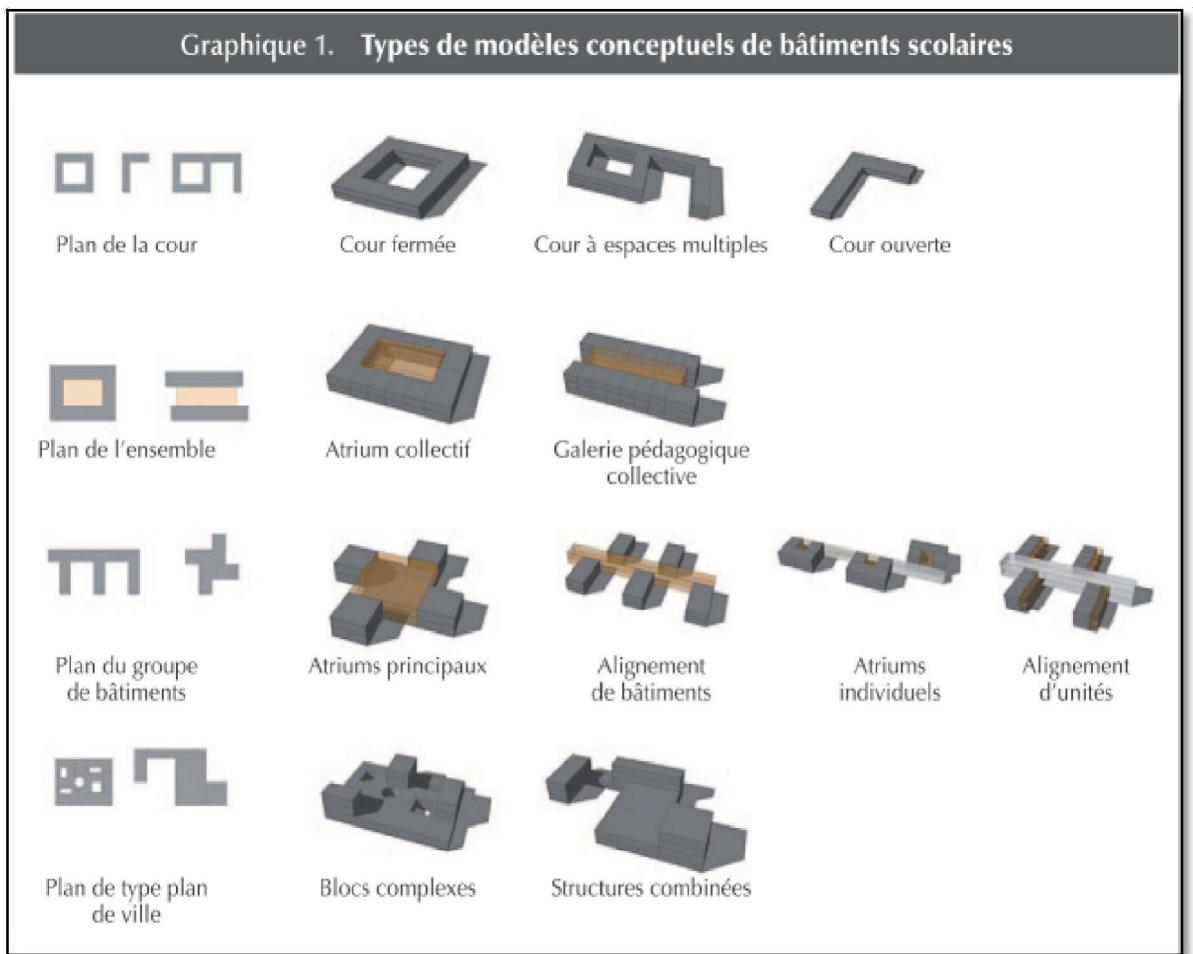 Graphique 1. Types de modèles conceptuels de bâtiments scolaires
Plan de la cour
Cour fermée
Cour à espaces multiples
Cour ouverte
Plan de l'ensemble
Atrium collectif
Galerie pédagogique
collective
Plan du groupe
de bâtiments
Atriums principaux
Alignement
de bâtiments
Atriums
individuels
Alignement
d'unités
Plan de type plan
de ville
Blocs complexes
Structures combinées